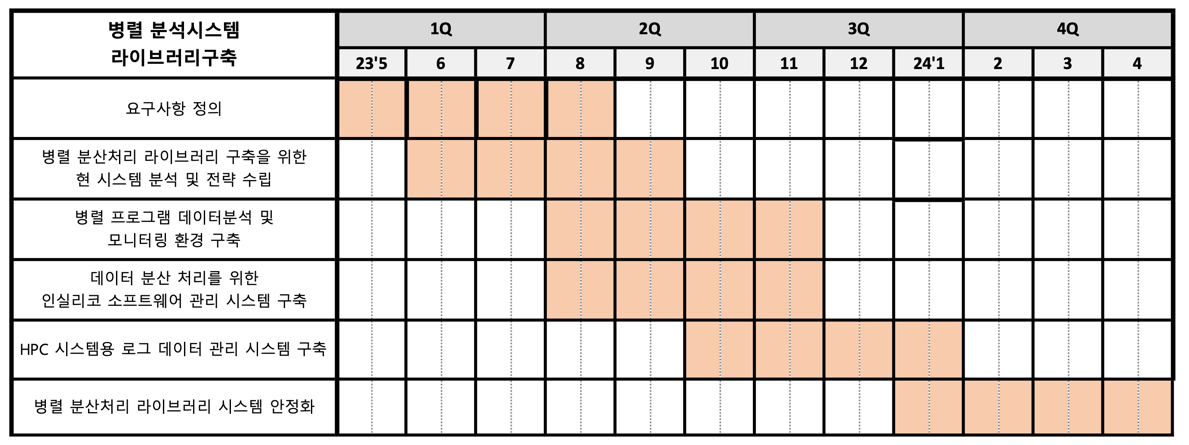 병렬 분석시스템
라이브러리구축
1Q 2Q 3Q 4Q
23'5 6 7 8 9 10 11 12 24'1 2 3 4
요구사항 정의
병렬 분산처리 라이브러리 구축을 위한
현 시스템 분석 및 전략 수립
병렬 프로그램 데이터분석 및
모니터링 환경 구축
데이터 분산 처리를 위한
인실리코 소프트웨어 관리 시스템 구축
HPC 시스템용 로그 데이터 관리 시스템 구축
병렬 분산처리 라이브러리 시스템 안정화